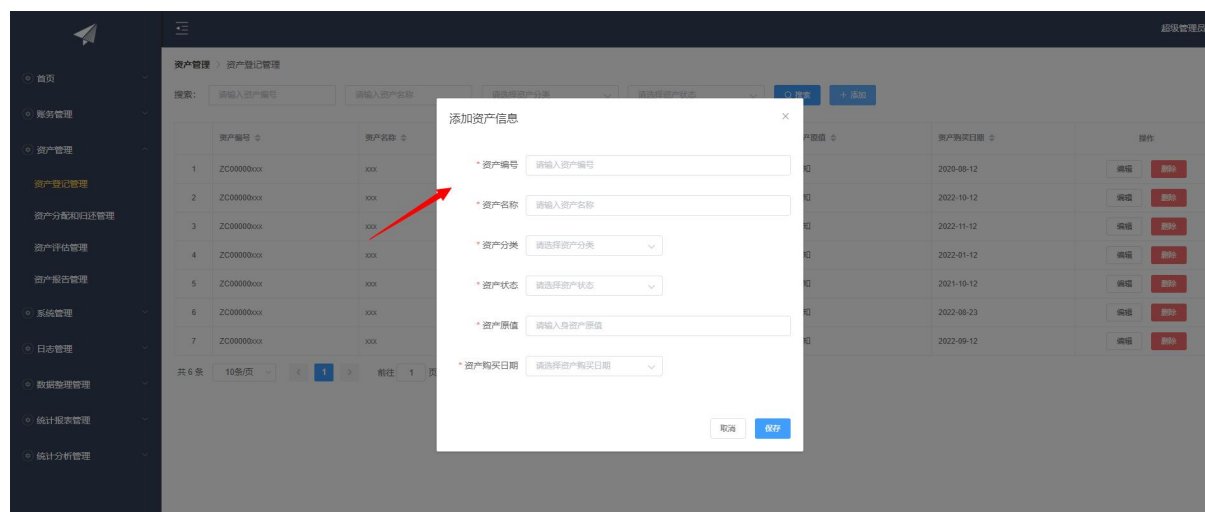 超级管理员
首页
账务管理
资产管理
资产登记管理
资产分配和归还管理
资产评估管理
资产报告管理
系统管理
日志管理
数据整理管理
统计报表管理
统计分析管理
资产管理 > 资产登记管理
搜索： 请输入资产编号 请输入资产名称 请选择资产分类 请选择资产状态 搜索 + 添加
资产编号 资产名称 产原值 资产购买日期 操作
1 ZC00000xxx xxx 2020-08-12 编辑 删除
2 ZC00000xxx xxx 2022-10-12 编辑 删除
3 ZC00000xxx xxx 2022-11-12 编辑 删除
4 ZC00000xxx xxx 2022-01-12 编辑 删除
5 ZC00000xxx xxx 2021-10-12 编辑 删除
6 ZC00000xxx xxx 2022-08-23 编辑 删除
7 ZC00000xxx xxx 2022-09-12 编辑 删除
共 6 条 10条/页 < 1 > 前往 1 页
添加资产信息 ×
* 资产编号 请输入资产编号
* 资产名称 请输入资产名称
* 资产分类 请选择资产分类
* 资产状态 请选择资产状态
* 资产原值 请输入身资产原值
* 资产购买日期 请选择资产购买日期
取消 保存